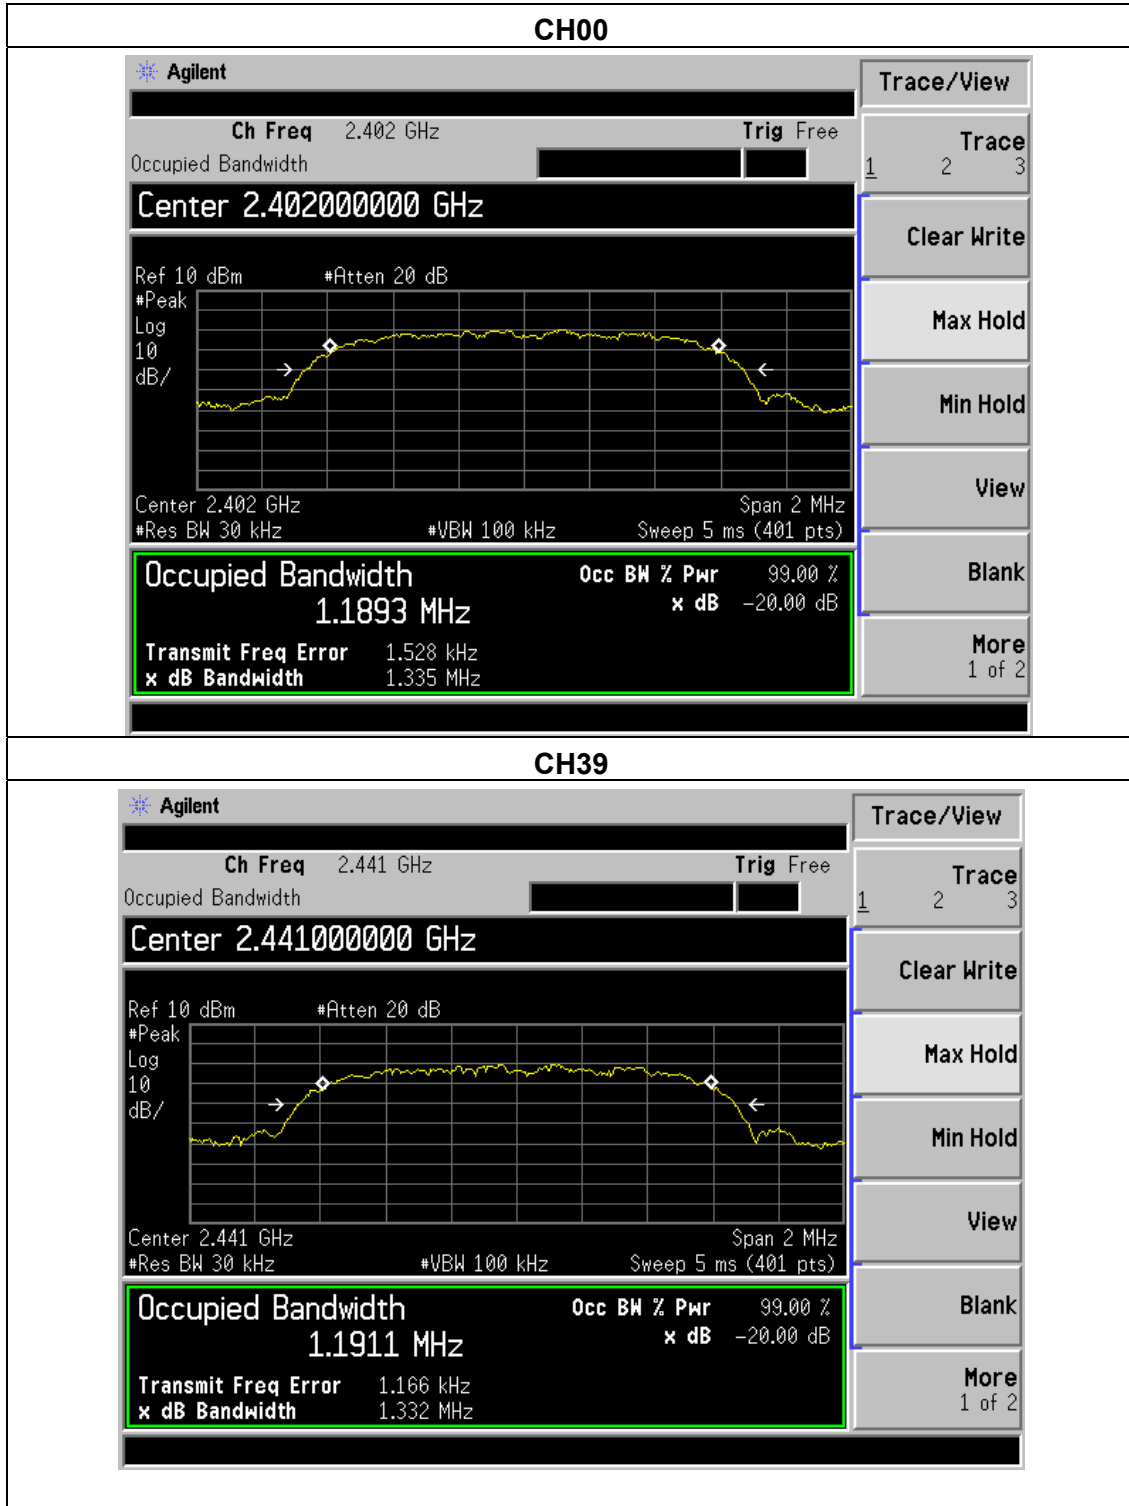 CH00
Agilent
Trace/View
Ch Freq 2.402 GHz Trig Free
Occupied Bandwidth
Trace
1 2 3
Center 2.402000000 GHz
Clear Write
Ref 10 dBm #Atten 20 dB
#Peak
Log
10
dB/
Max Hold
Min Hold
View
Center 2.402 GHz Span 2 MHz
#Res BW 30 kHz #VBW 100 kHz Sweep 5 ms (401 pts)
Occupied Bandwidth Occ BW % Pwr 99.00 %
1.1893 MHz x dB -20.00 dB
Blank
Transmit Freq Error 1.528 kHz
x dB Bandwidth 1.335 MHz
More
1 of 2
CH39
Agilent
Trace/View
Ch Freq 2.441 GHz Trig Free
Occupied Bandwidth
Trace
1 2 3
Center 2.441000000 GHz
Clear Write
Ref 10 dBm #Atten 20 dB
#Peak
Log
10
dB/
Max Hold
Min Hold
View
Center 2.441 GHz Span 2 MHz
#Res BW 30 kHz #VBW 100 kHz Sweep 5 ms (401 pts)
Occupied Bandwidth Occ BW % Pwr 99.00 %
1.1911 MHz x dB -20.00 dB
Blank
Transmit Freq Error 1.166 kHz
x dB Bandwidth 1.332 MHz
More
1 of 2